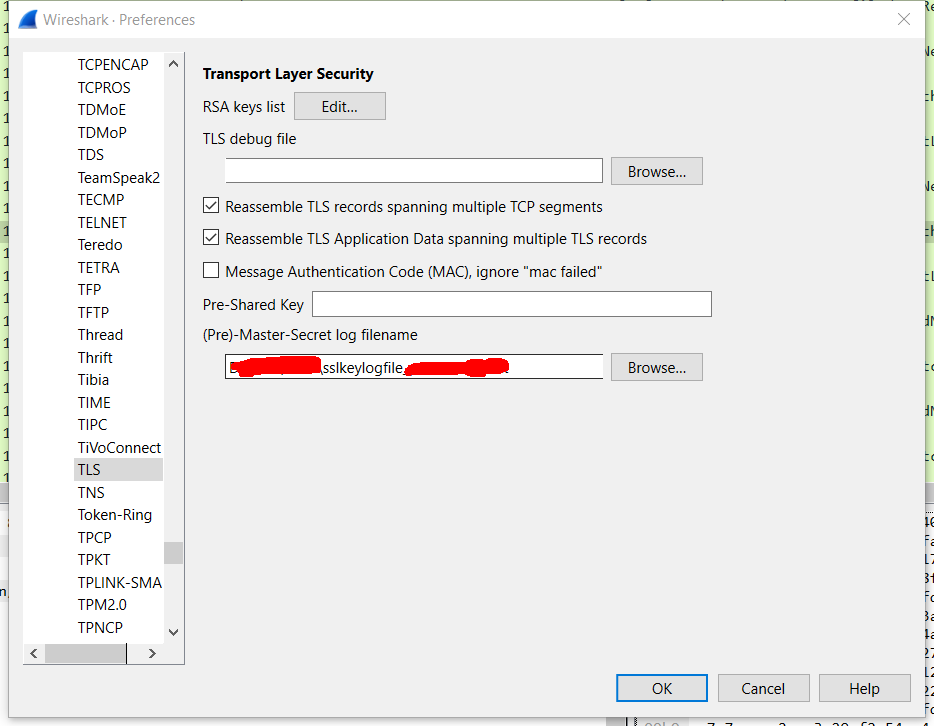 Wireshark · Preferences
TCPENCAP
TCPROS
TDMoE
TDMoP
TDS
TeamSpeak2
TECMP
TELNET
Teredo
TETRA
TFP
TFTP
Thread
Thrift
Tibia
TIME
TIPC
TiVoConnect
TLS
TNS
Token-Ring
TPCP
TPKT
TPLINK-SMA
TPM2.0
TPNCP
Transport Layer Security
RSA keys list Edit...
TLS debug file
Browse...
Reassemble TLS records spanning multiple TCP segments
Reassemble TLS Application Data spanning multiple TLS records
Message Authentication Code (MAC), ignore "mac failed"
Pre-Shared Key
(Pre)-Master-Secret log filename
\sslkeylogfile
Browse...
OK Cancel Help